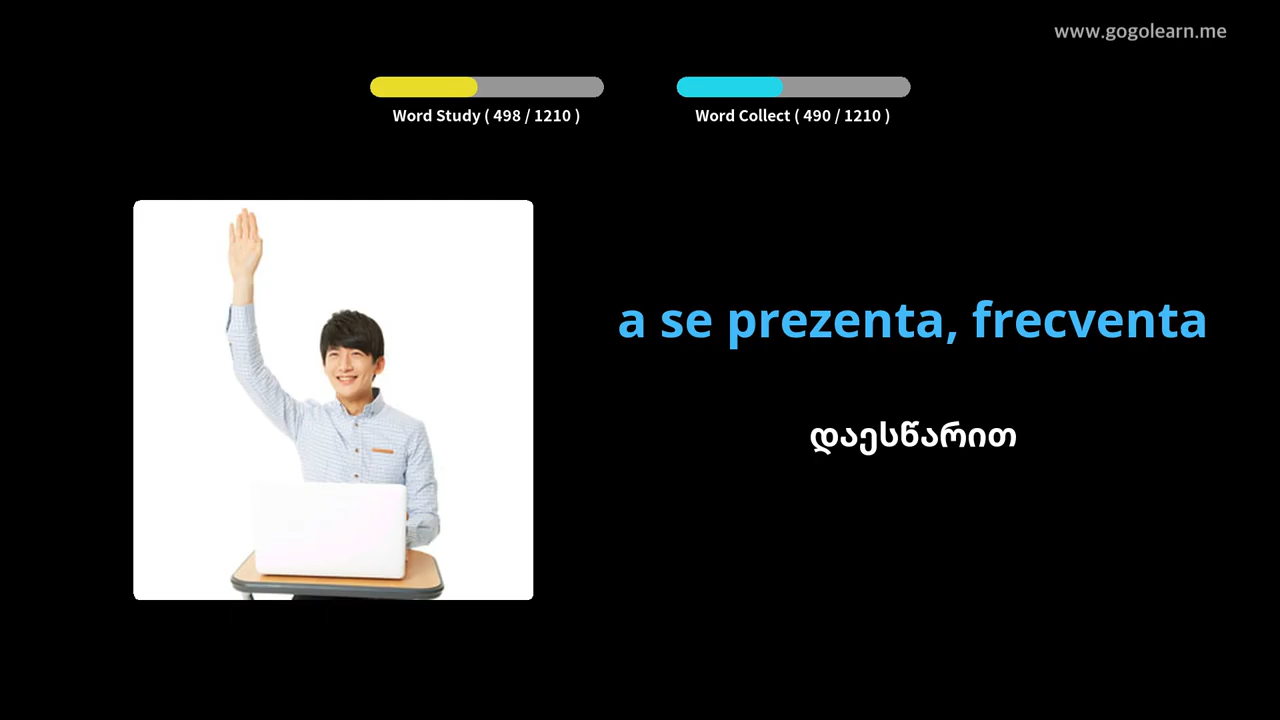 www.gogolearn.me
Word Study ( 498 / 1210 )
Word Collect ( 490 / 1210 )
a se prezenta, frecventa
დაესწარით